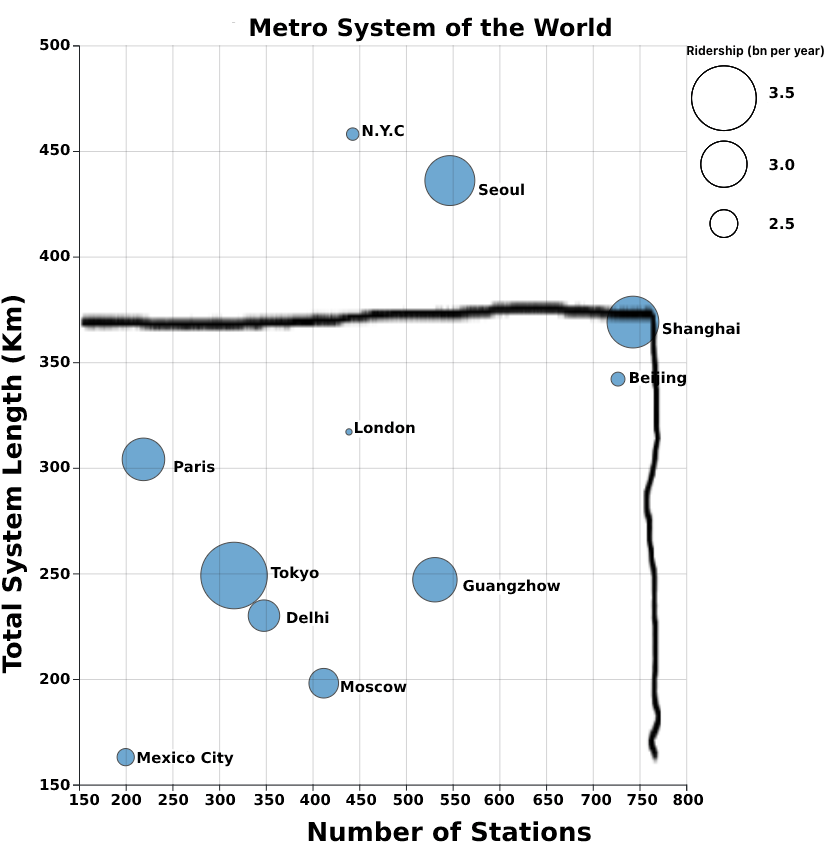 Metro System of the World
Ridership (bn per year)
3.5
3.0
2.5
Total System Length (Km)
500
450
400
350
300
250
200
150
N.Y.C
Seoul
Shanghai
Beijing
London
Paris
Tokyo
Guangzhow
Delhi
Moscow
Mexico City
150 200 250 300 350 400 450 500 550 600 650 700 750 800
Number of Stations